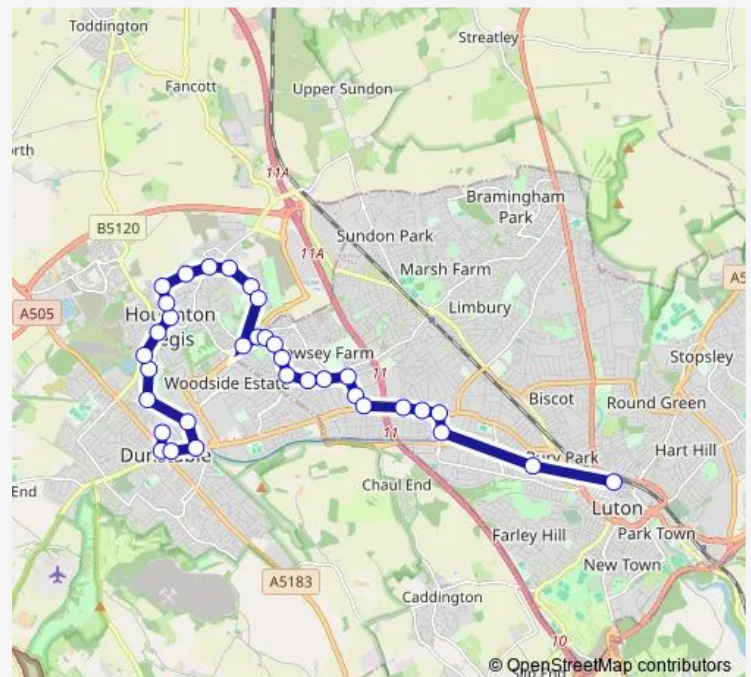 Toddington
Streatley
Fancott
Upper Sundon
rth
11A
Bramingham
Park
B5120
Sundon Park
11A
Marsh Farm
A5
Limbury
A505
Houghton
egis
Stopsley
ewsey Farm
11
Woodside Estate
Biscot
Round Green
11
Bury Park
Hart Hill
Dunstable
End
Chaul End
Luton
Farley Hill
Park Town
New Town
A5183
Caddington
10
© OpenStreetMap contributors